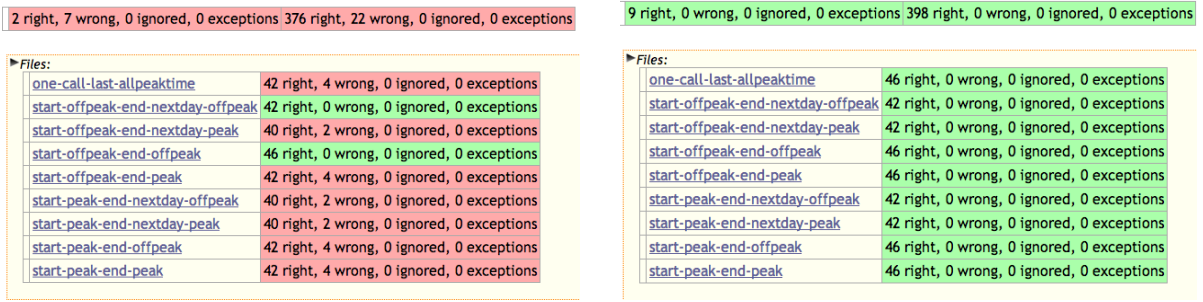 2 right, 7 wrong, 0 ignored, 0 exceptions 376 right, 22 wrong, 0 ignored, 0 exceptions
Files:
one-call-last-allpeaktime 42 right, 4 wrong, 0 ignored, 0 exceptions
start-offpeak-end-nextday-offpeak 42 right, 0 wrong, 0 ignored, 0 exceptions
start-offpeak-end-nextday-peak 40 right, 2 wrong, 0 ignored, 0 exceptions
start-offpeak-end-offpeak 46 right, 0 wrong, 0 ignored, 0 exceptions
start-offpeak-end-peak 42 right, 4 wrong, 0 ignored, 0 exceptions
start-peak-end-nextday-offpeak 40 right, 2 wrong, 0 ignored, 0 exceptions
start-peak-end-nextday-peak 40 right, 2 wrong, 0 ignored, 0 exceptions
start-peak-end-offpeak 42 right, 4 wrong, 0 ignored, 0 exceptions
start-peak-end-peak 42 right, 4 wrong, 0 ignored, 0 exceptions
9 right, 0 wrong, 0 ignored, 0 exceptions 398 right, 0 wrong, 0 ignored, 0 exceptions
Files:
one-call-last-allpeaktime 46 right, 0 wrong, 0 ignored, 0 exceptions
start-offpeak-end-nextday-offpeak 42 right, 0 wrong, 0 ignored, 0 exceptions
start-offpeak-end-nextday-peak 42 right, 0 wrong, 0 ignored, 0 exceptions
start-offpeak-end-offpeak 46 right, 0 wrong, 0 ignored, 0 exceptions
start-offpeak-end-peak 46 right, 0 wrong, 0 ignored, 0 exceptions
start-peak-end-nextday-offpeak 42 right, 0 wrong, 0 ignored, 0 exceptions
start-peak-end-nextday-peak 42 right, 0 wrong, 0 ignored, 0 exceptions
start-peak-end-offpeak 46 right, 0 wrong, 0 ignored, 0 exceptions
start-peak-end-peak 46 right, 0 wrong, 0 ignored, 0 exceptions